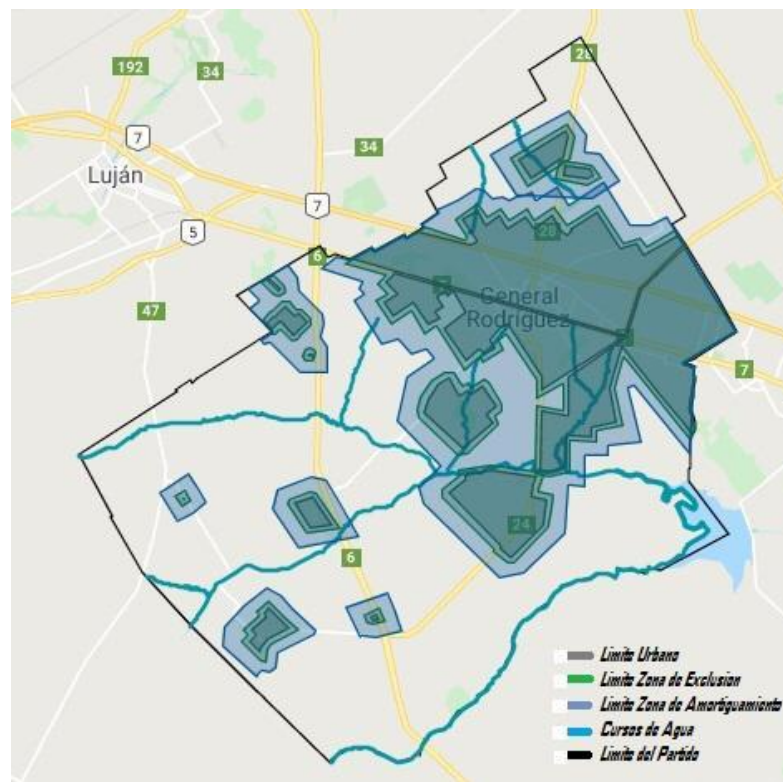 28
192
34
7
34
Luján
7
5
28
6
47
General
Rodríguez
7
24
6
Limite Urbano
Limite Zona de Exclusion
Limite Zona de Amortiguamiento
Cursos de Agua
Limite del Partido